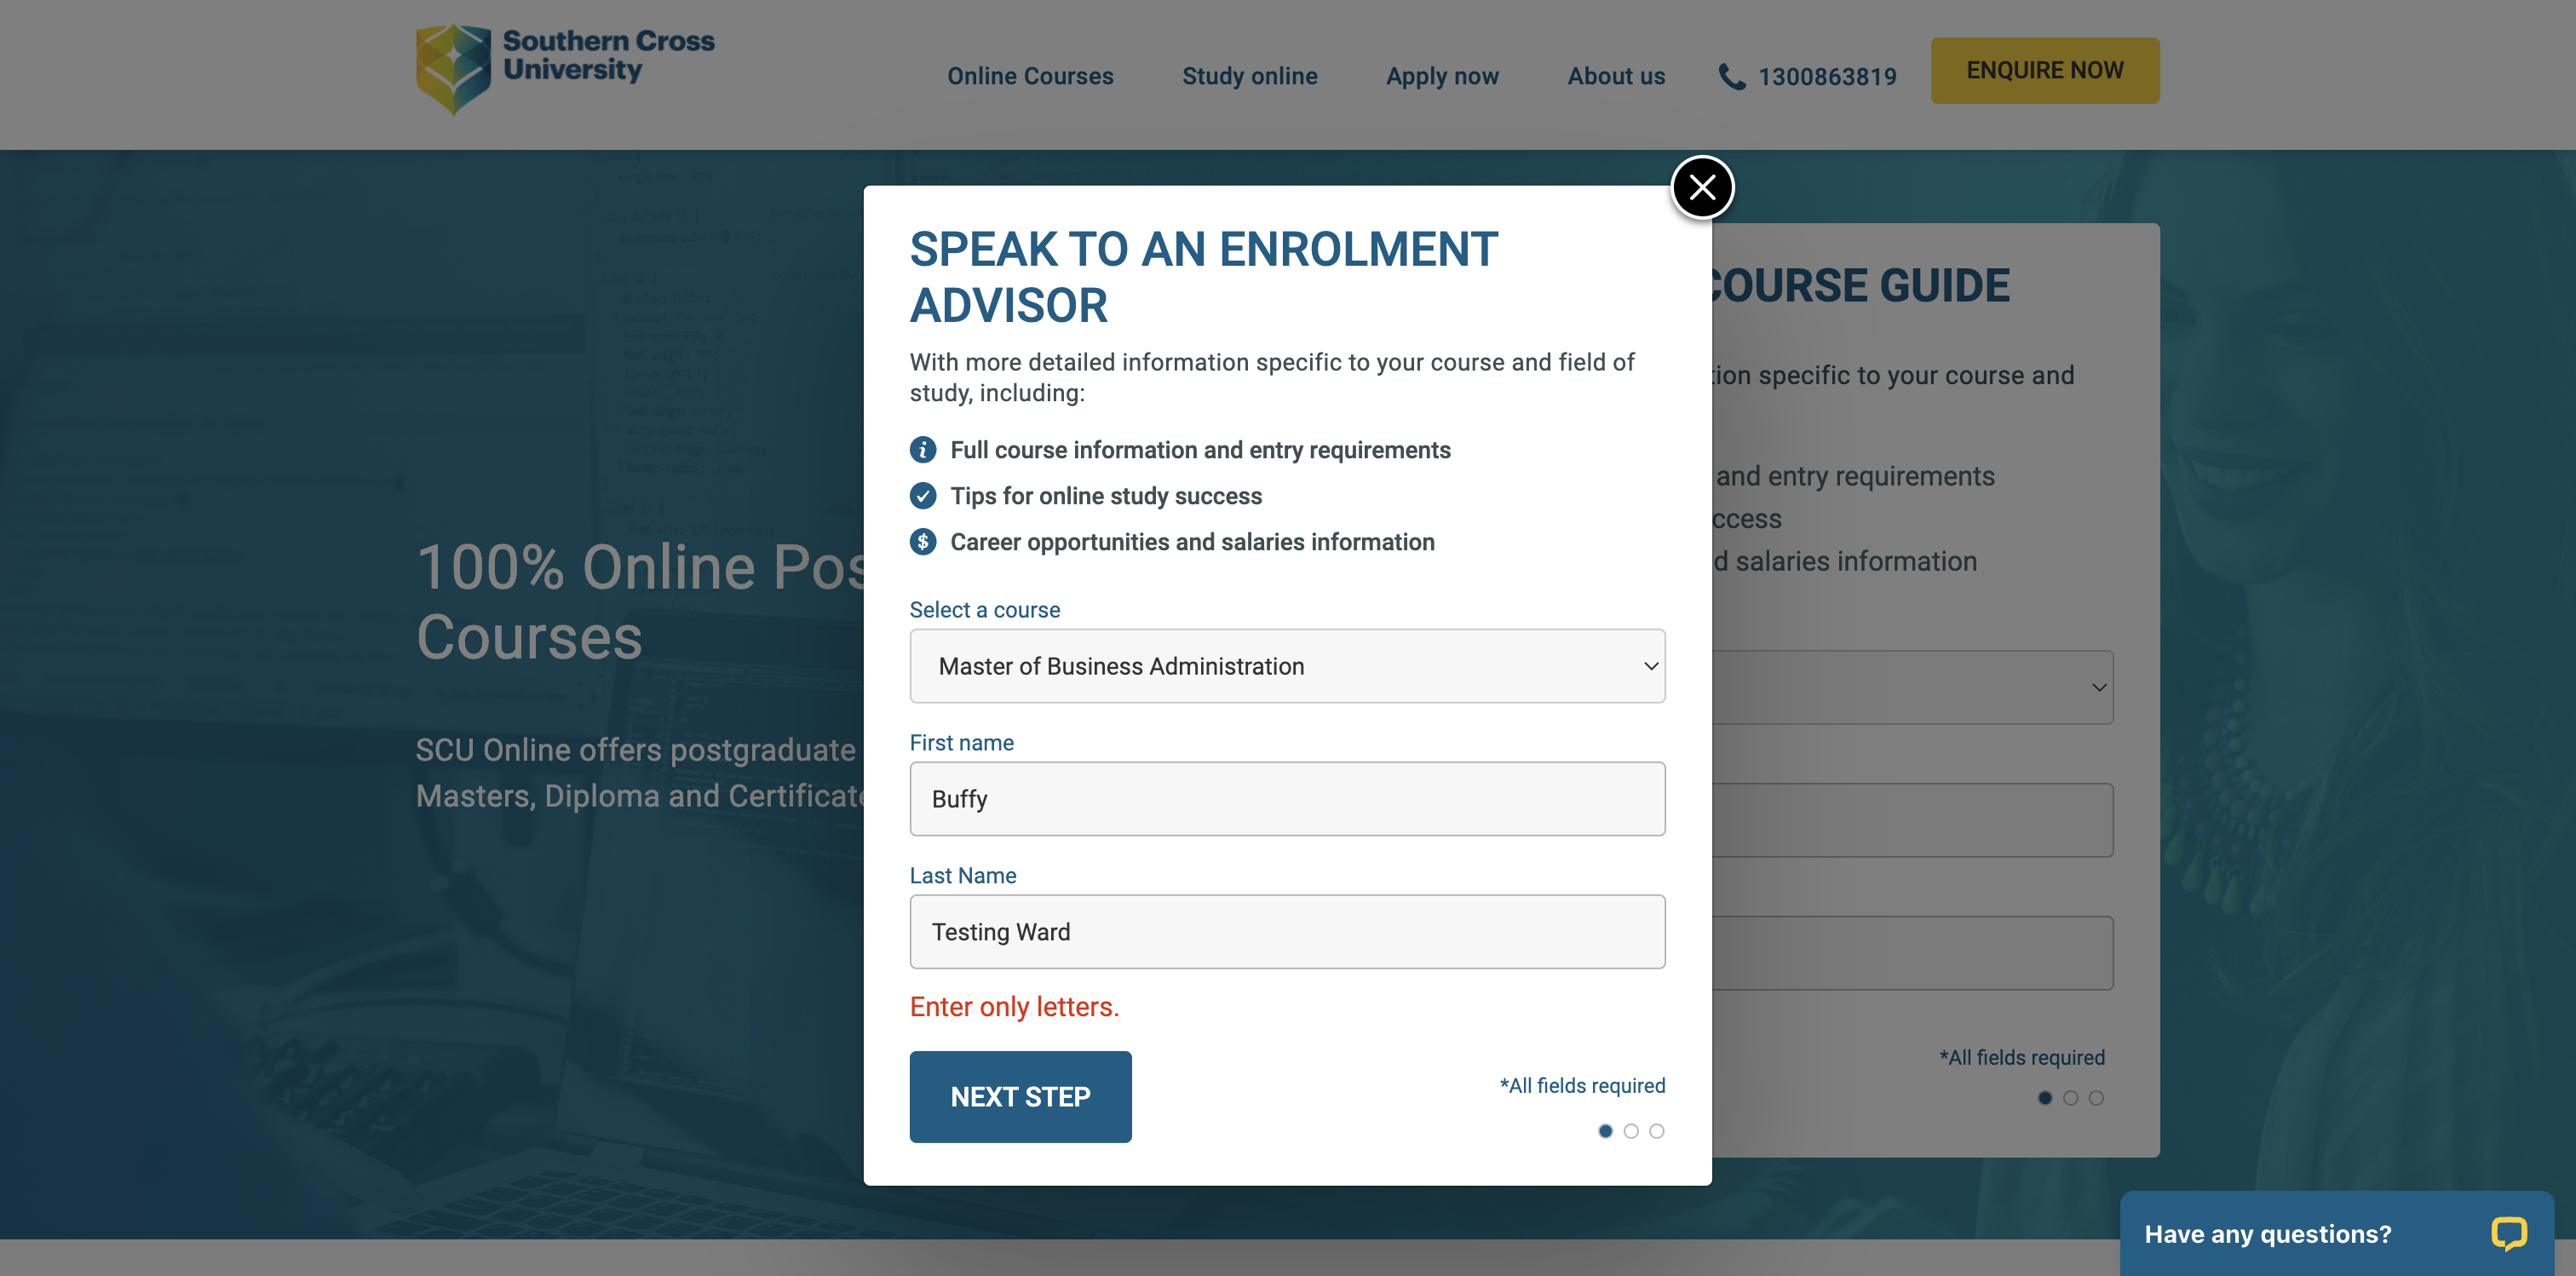 Southern Cross
University
Online Courses
Study online
Apply now
About us
1300863819
ENQUIRE NOW
SPEAK TO AN ENROLMENT
ADVISOR
With more detailed information specific to your course and field of
study, including:
Full course information and entry requirements
Tips for online study success
Career opportunities and salaries information
Select a course
Master of Business Administration
First name
Buffy
Last Name
Testing Ward
Enter only letters.
NEXT STEP
*All fields required
100% Online
Courses
SCU Online offers postgraduate
Masters, Diploma and Certificate
COURSE GUIDE
specific to your course and
and entry requirements
salaries information
*All fields required
Have any questions?